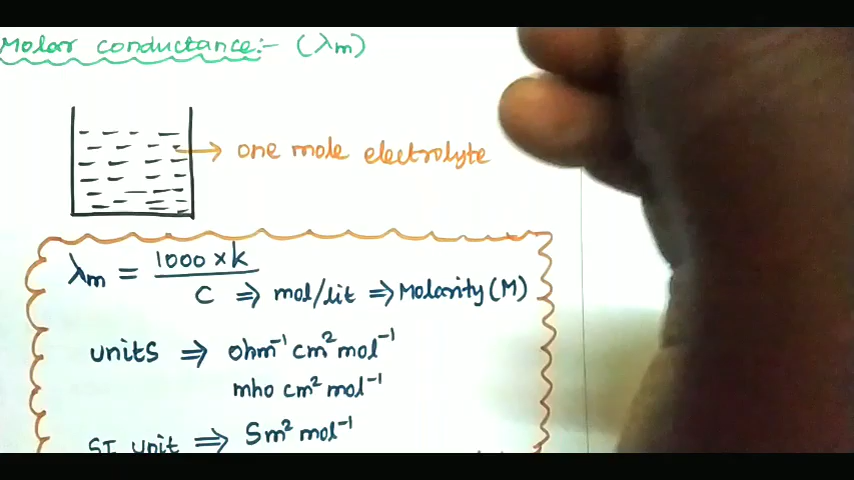 Molar conductance:- (λm)
one mole electrolyte
λm = 1000 × k
C ⇒ mol/lit ⇒ Molarity (M)
units ⇒ ohm⁻¹ cm² mol⁻¹
mho cm² mol⁻¹
SI unit ⇒ Sm² mol⁻¹